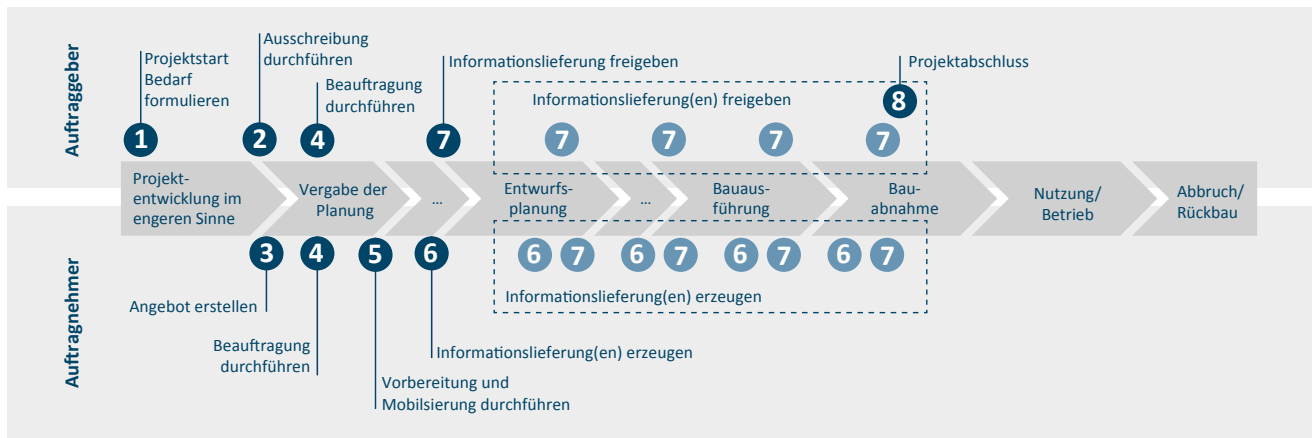 Auftraggeber
Projektstart
Bedarf
formulieren
Ausschreibung
durchführen
Beauftragung
durchführen
Informationslieferung freigeben
Informationslieferung(en) freigeben
Projektabschluss
1
2
4
7
7
7
7
7
8
Projekt-
entwicklung im
engeren Sinne
Vergabe der
Planung
...
Entwurfs-
planung
...
Bauaus-
führung
Bau-
abnahme
Nutzung/
Betrieb
Abbruch/
Rückbau
Auftragnehmer
3
4
5
6
6
7
6
7
6
7
6
7
Angebot erstellen
Beauftragung
durchführen
Vorbereitung und
Mobilsierung durchführen
Informationslieferung(en) erzeugen
Informationslieferung(en) erzeugen